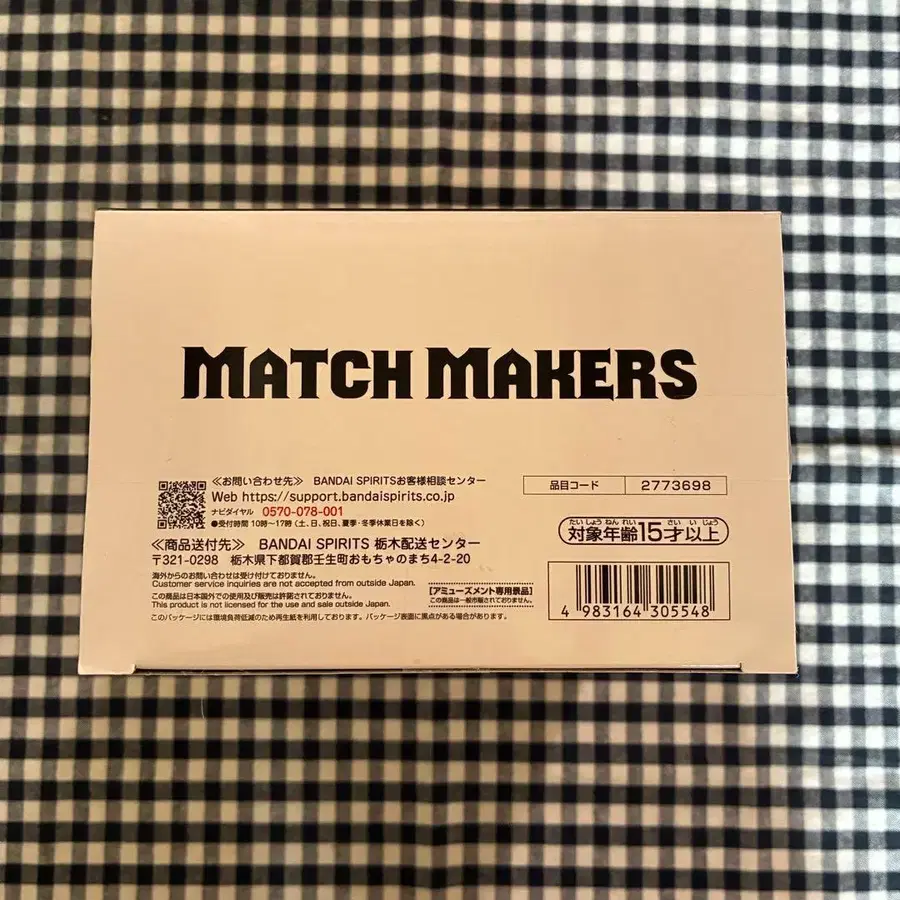 MATCH MAKERS
≪お問い合わせ先≫ BANDAI SPIRITSお客様相談センター
Web https://support.bandaispirits.co.jp
ナビダイヤル 0570-078-001
●受付時間 10時~17時(土、日、祝日、夏季・冬季休業日を除く)
≪商品送付先≫ BANDAI SPIRITS 栃木配送センター
〒321-0298 栃木県下都賀郡壬生町おもちゃのまち4-2-20
海外からのお問い合わせは受け付けておりません。
Customer service inquiries are not accepted from outside Japan.
この商品は日本国外での使用及び販売は許諾されておりません。
This product is not licensed for the use and sale outside Japan.
このパッケージには環境負荷低減のため再生紙を利用しております。パッケージ表面に黒点がある場合があります。
[アミューズメント専用景品]
この商品は一般市販されておりません。
品目コード 2773698
たいしょうねんれい さい いじょう
対象年齢15才以上
4 983164 305548